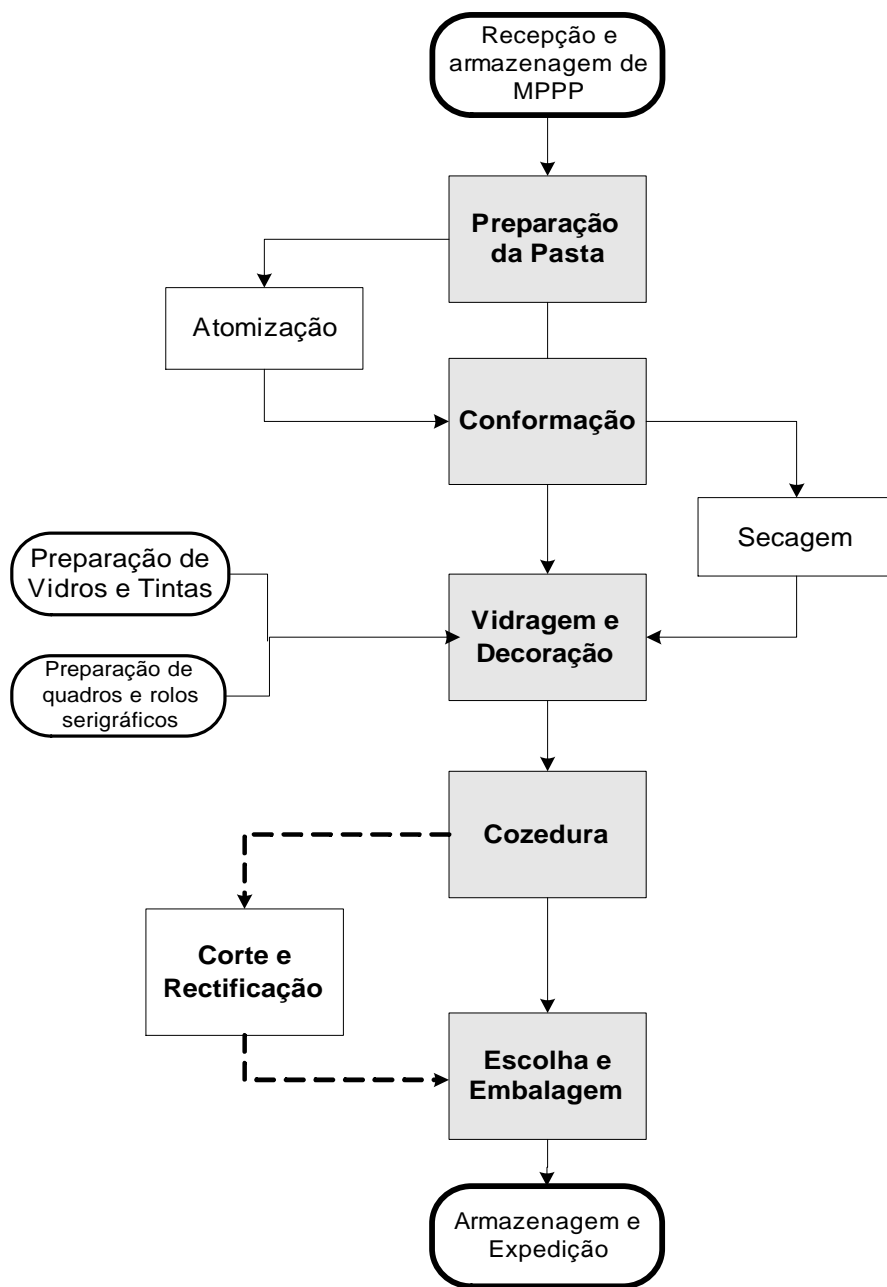 Recepção e
armazenagem de
MPPP
Preparação
da Pasta
Atomização
Conformação
Secagem
Preparação de
Vidros e Tintas
Vidragem e
Decoração
Preparação de
quadros e rolos
serigráficos
Cozedura
Corte e
Rectificação
Escolha e
Embalagem
Armazenagem e
Expedição